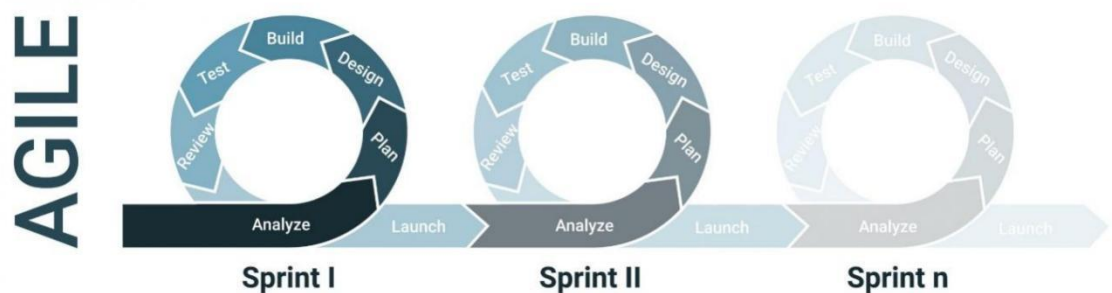 AGILE
Build
Design
Test
Plan
Review
Analyze
Launch
Sprint I
Build
Design
Test
Plan
Review
Analyze
Launch
Sprint II
Build
Design
Test
Plan
Review
Analyze
Launch
Sprint n